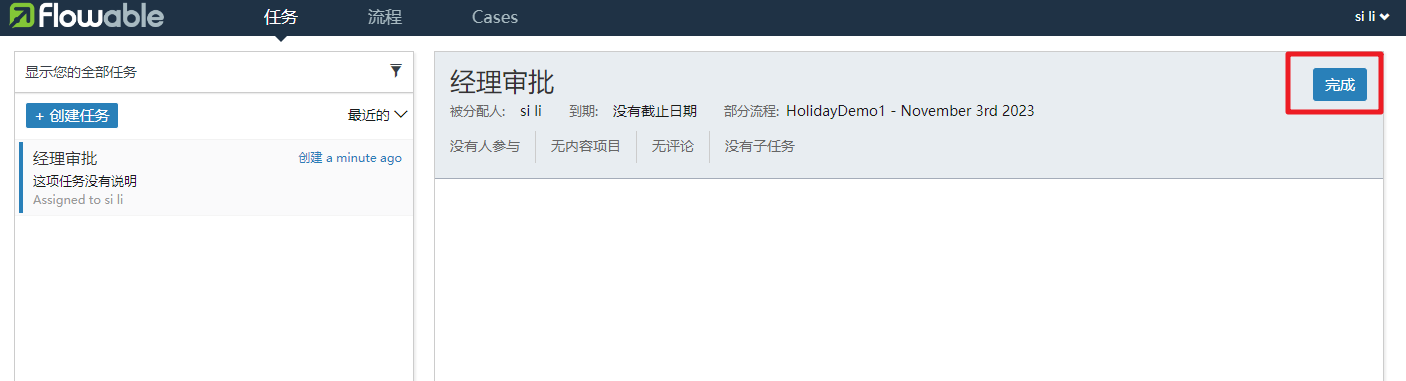 flowable 任务 流程 Cases si li
显示您的全部任务
+ 创建任务 最近的
经理审批 创建 a minute ago
这项任务没有说明
Assigned to si li
经理审批 完成
被分配人: si li 到期: 没有截止日期 部分流程: HolidayDemo1 - November 3rd 2023
没有人参与 无内容项目 无评论 没有子任务